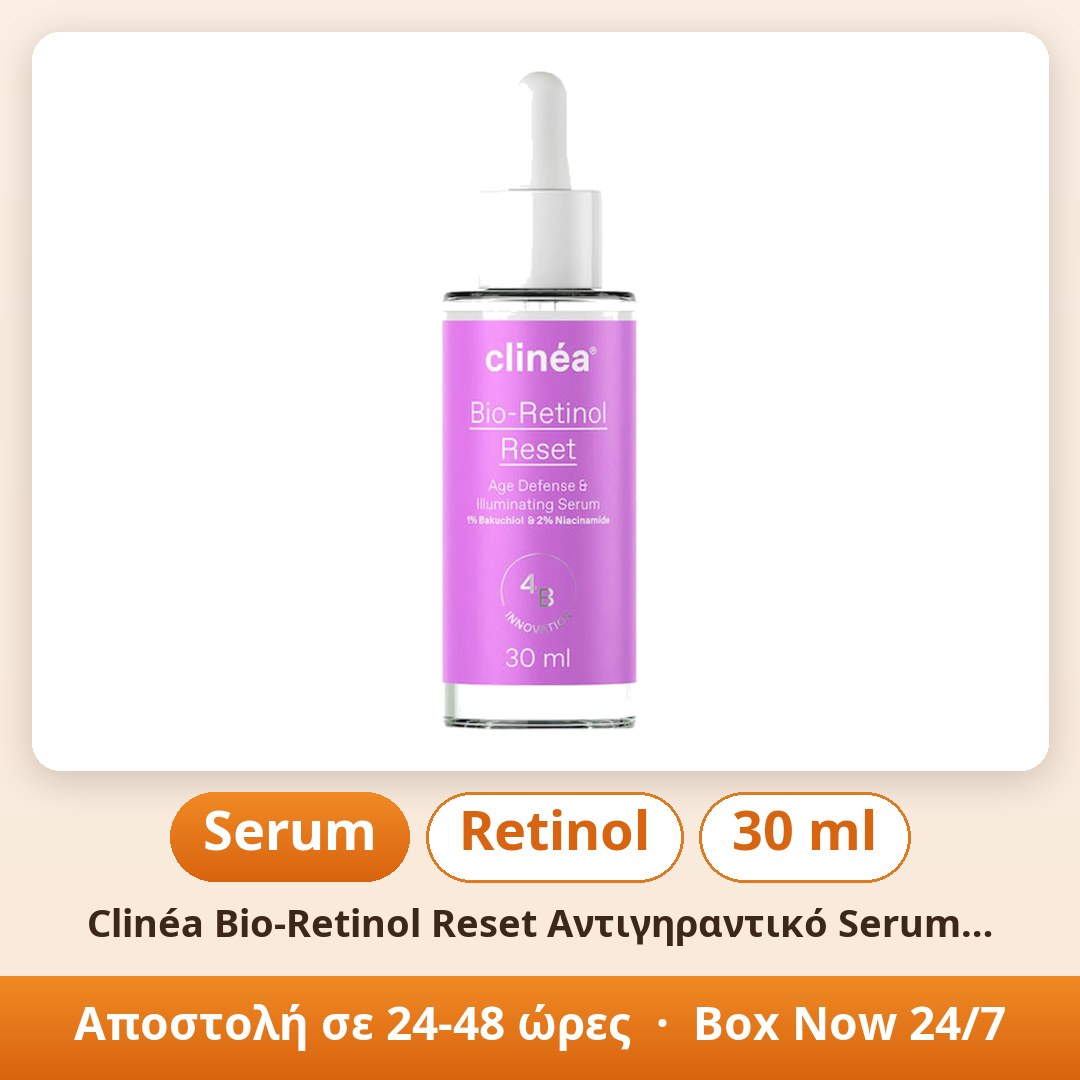 clinéa®
Bio-Retinol
Reset
Age Defense &
Illuminating Serum
1% Bakuchiol & 2% Niacinamide
4B
INNOVATION
30 ml
Serum
Retinol
30 ml
Clinéa Bio-Retinol Reset Αντιγηραντικό Serum...
Αποστολή σε 24-48 ώρες · Box Now 24/7